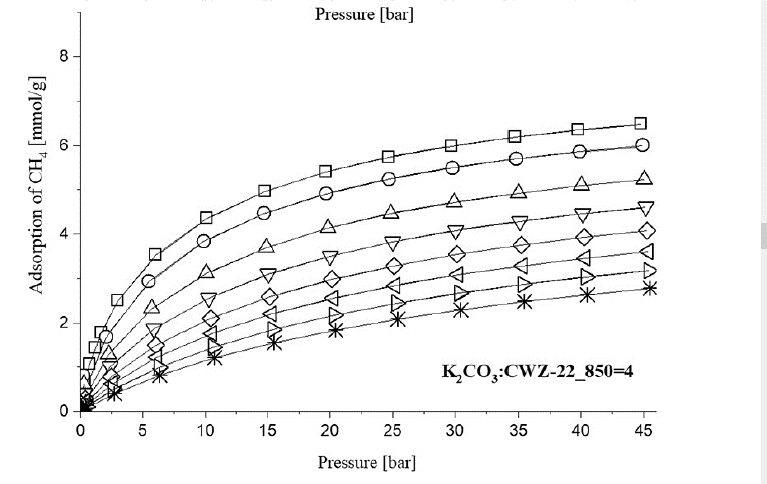 Pressure [bar]
8
6
4
2
0
Adsorption of CH4 [mmol/g]
K2CO3:CWZ-22_850=4
0 5 10 15 20 25 30 35 40 45
Pressure [bar]